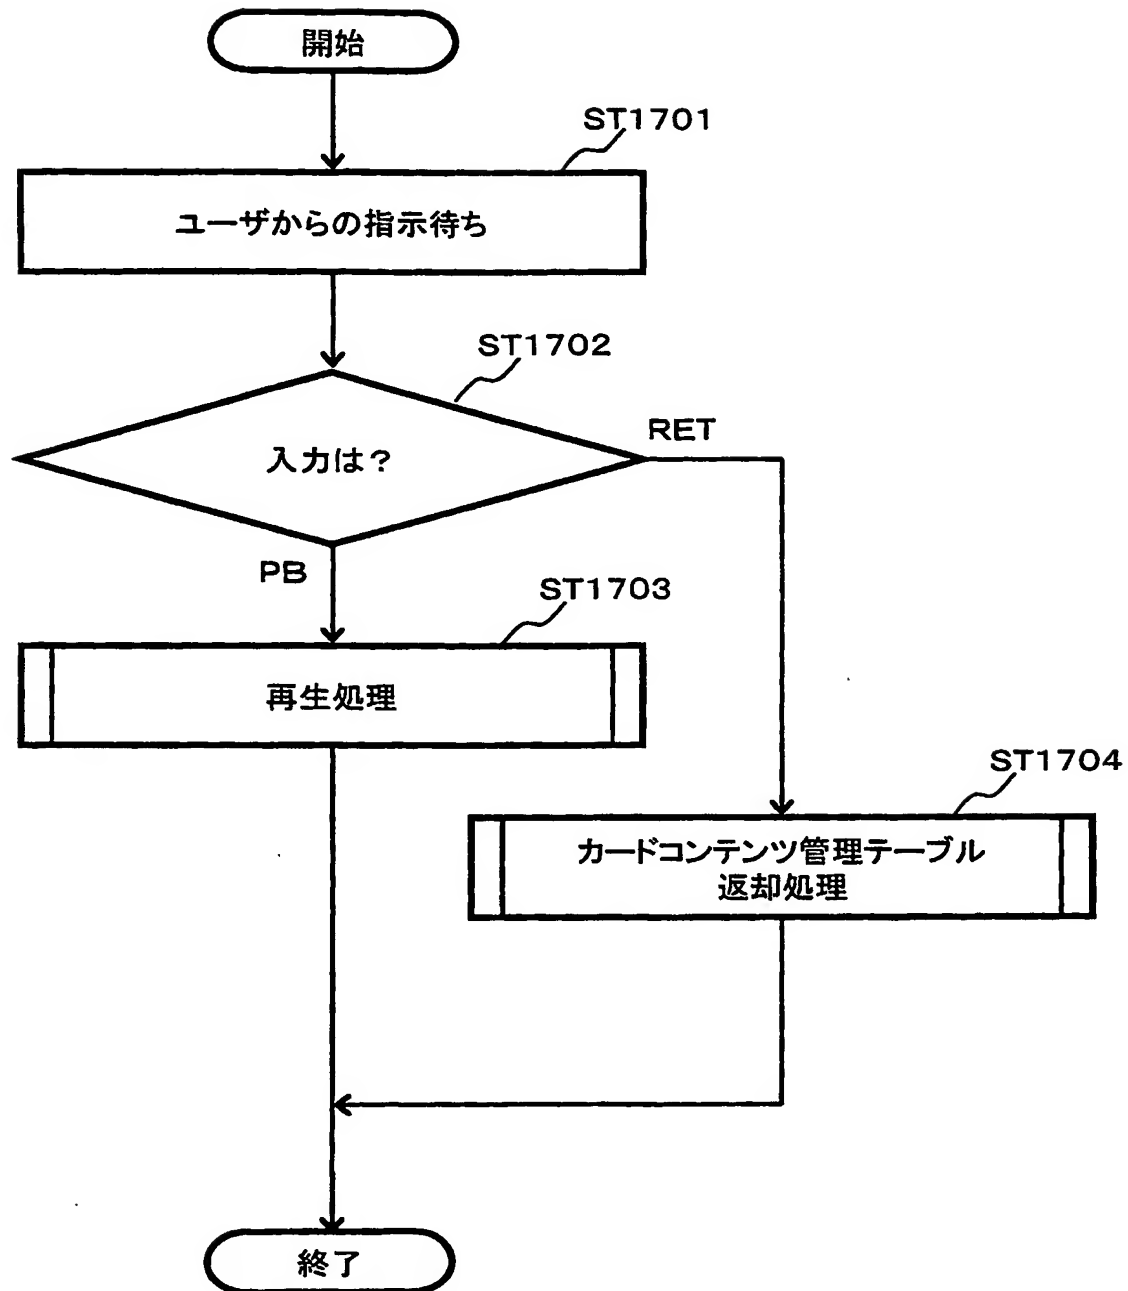 開始
ST1701
ユーザからの指示待ち
ST1702
入力は？
RET
PB
ST1703
再生処理
ST1704
カードコンテンツ管理テーブル
返却処理
終了